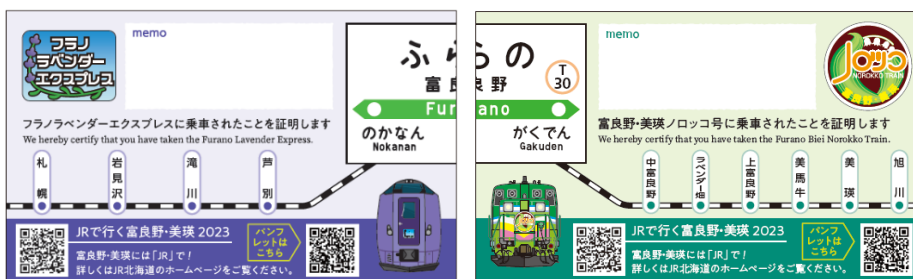 フラノ
ラベンダー
エクスプレス
memo
フラノラベンダーエクスプレスに乗車されたことを証明します
We hereby certify that you have taken the Furano Lavender Express.
札幌
岩見沢
滝川
芦別
JRで行く富良野・美瑛 2023
富良野・美瑛には「JR」で!
詳しくはJR北海道のホームページをご覧ください。
パンフ
レットは
こちら
ふら
富良
Fur
のかなん
Nokanan
らの
良野
T
30
ano
がくでん
Gakuden
memo
ノロッコ
NOROKKO TRAIN
富良野・美瑛ノロッコ号に乗車されたことを証明します
We hereby certify that you have taken the Furano Biei Norokko Train.
中富良野
ラベンダー畑
上富良野
美馬牛
美瑛
旭川
JRで行く富良野・美瑛 2023
富良野・美瑛には「JR」で!
詳しくはJR北海道のホームページをご覧ください。
パンフ
レットは
こちら